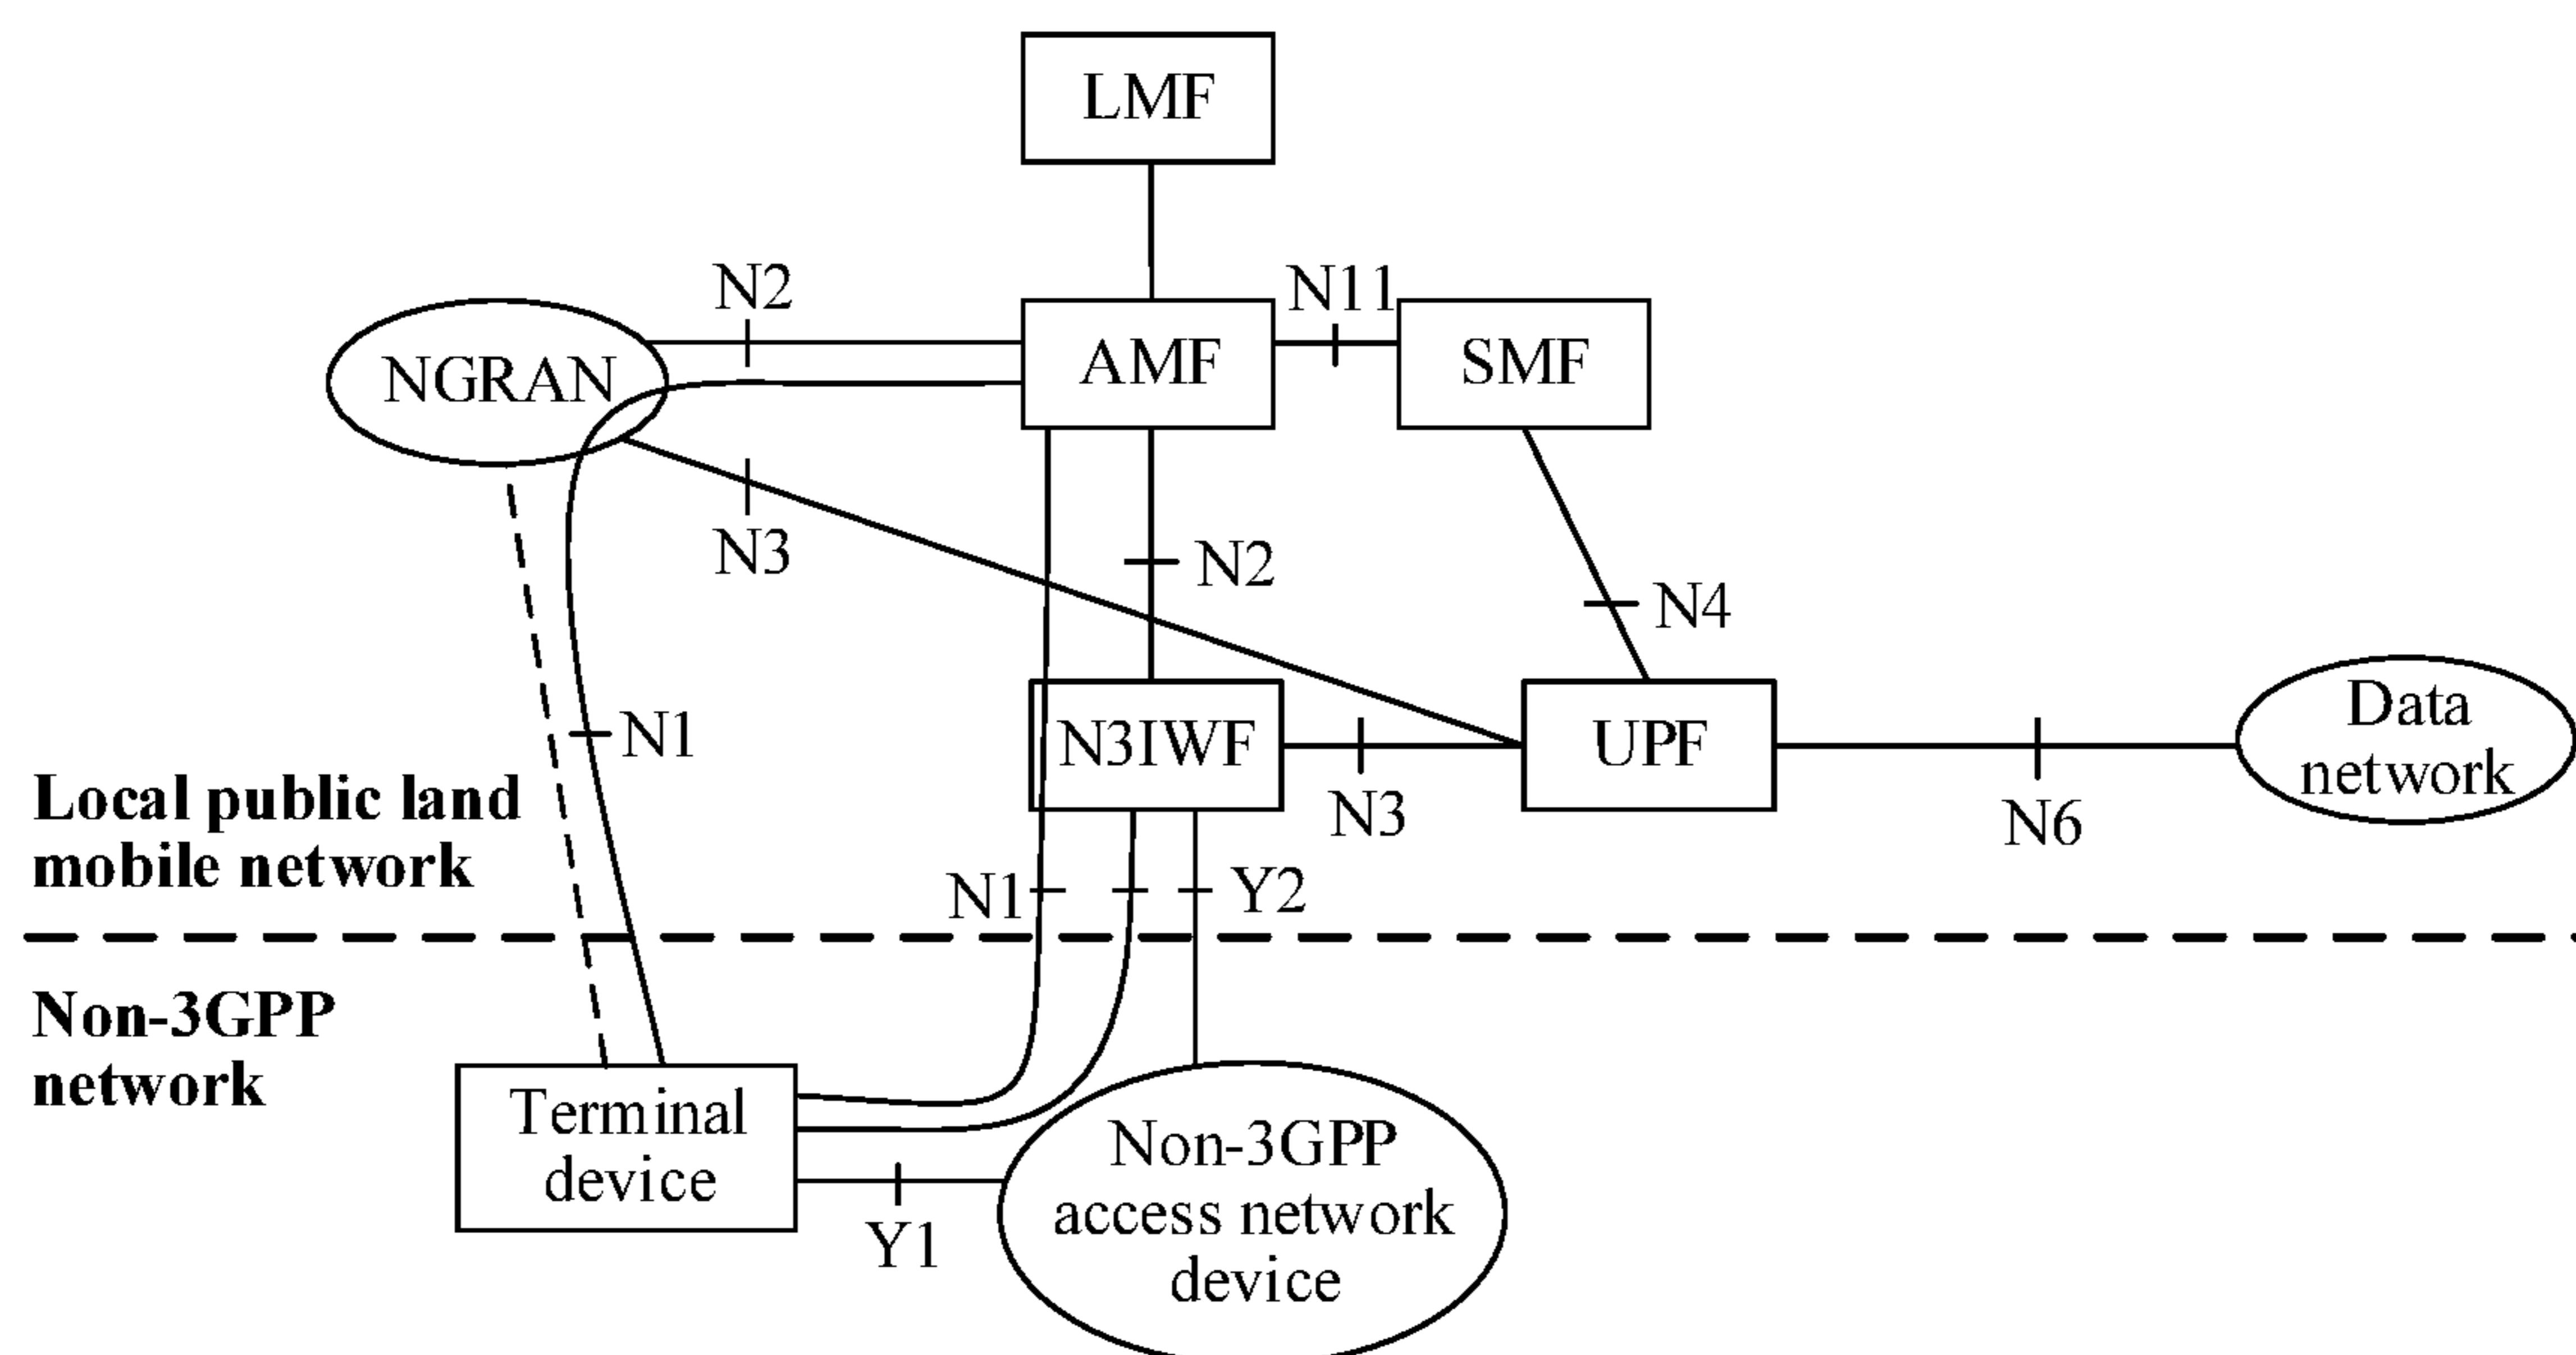 LMF
N2
N11
NGRAN
AMF
SMF
N3
N2
N4
N1
N3IWF
UPF
Data
network
Local public land
mobile network
N3
N6
N1
Y2
Non-3GPP
network
Terminal
device
Non-3GPP
access network
device
Y1